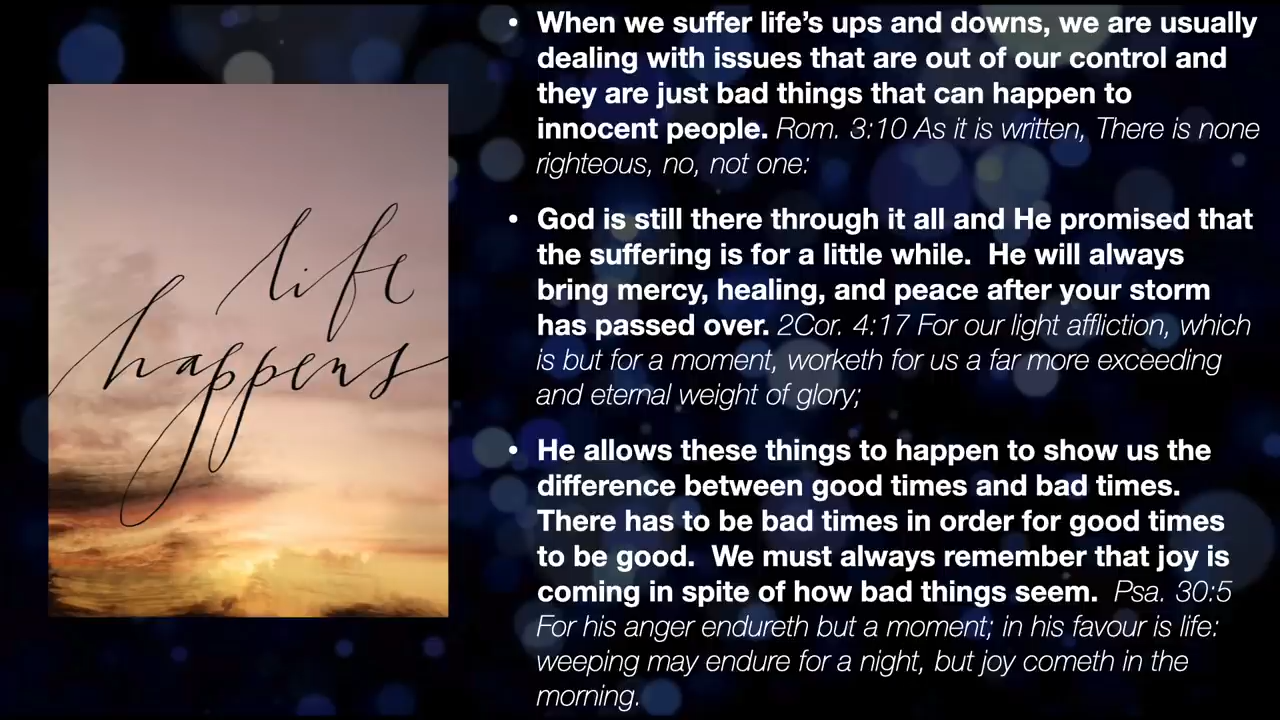 life
happens
• When we suffer life’s ups and downs, we are usually
dealing with issues that are out of our control and
they are just bad things that can happen to
innocent people. Rom. 3:10 As it is written, There is none
righteous, no, not one:
• God is still there through it all and He promised that
the suffering is for a little while.  He will always
bring mercy, healing, and peace after your storm
has passed over. 2Cor. 4:17 For our light affliction, which
is but for a moment, worketh for us a far more exceeding
and eternal weight of glory;
• He allows these things to happen to show us the
difference between good times and bad times.
There has to be bad times in order for good times
to be good.  We must always remember that joy is
coming in spite of how bad things seem.  Psa. 30:5
For his anger endureth but a moment; in his favour is life:
weeping may endure for a night, but joy cometh in the
morning.